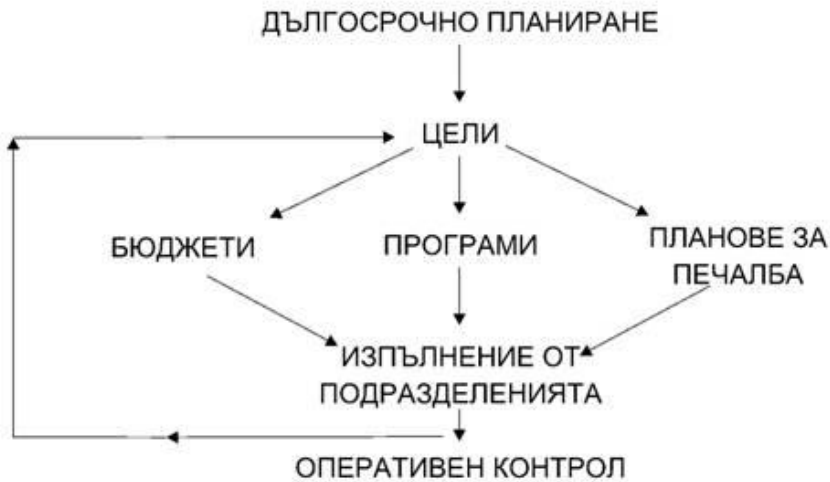 ДЪЛГОСРОЧНО ПЛАНИРАНЕ
ЦЕЛИ
БЮДЖЕТИ
ПРОГРАМИ
ПЛАНОВЕ ЗА
ПЕЧАЛБА
ИЗПЪЛНЕНИЕ ОТ
ПОДРАЗДЕЛЕНИЯТА
ОПЕРАТИВЕН КОНТРОЛ